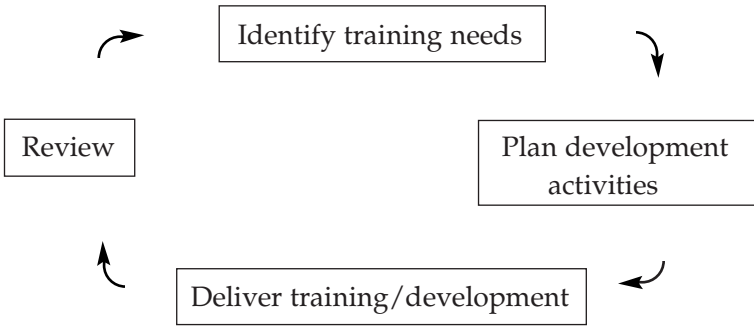 Identify training needs
Review
Plan development
activities
Deliver training/development